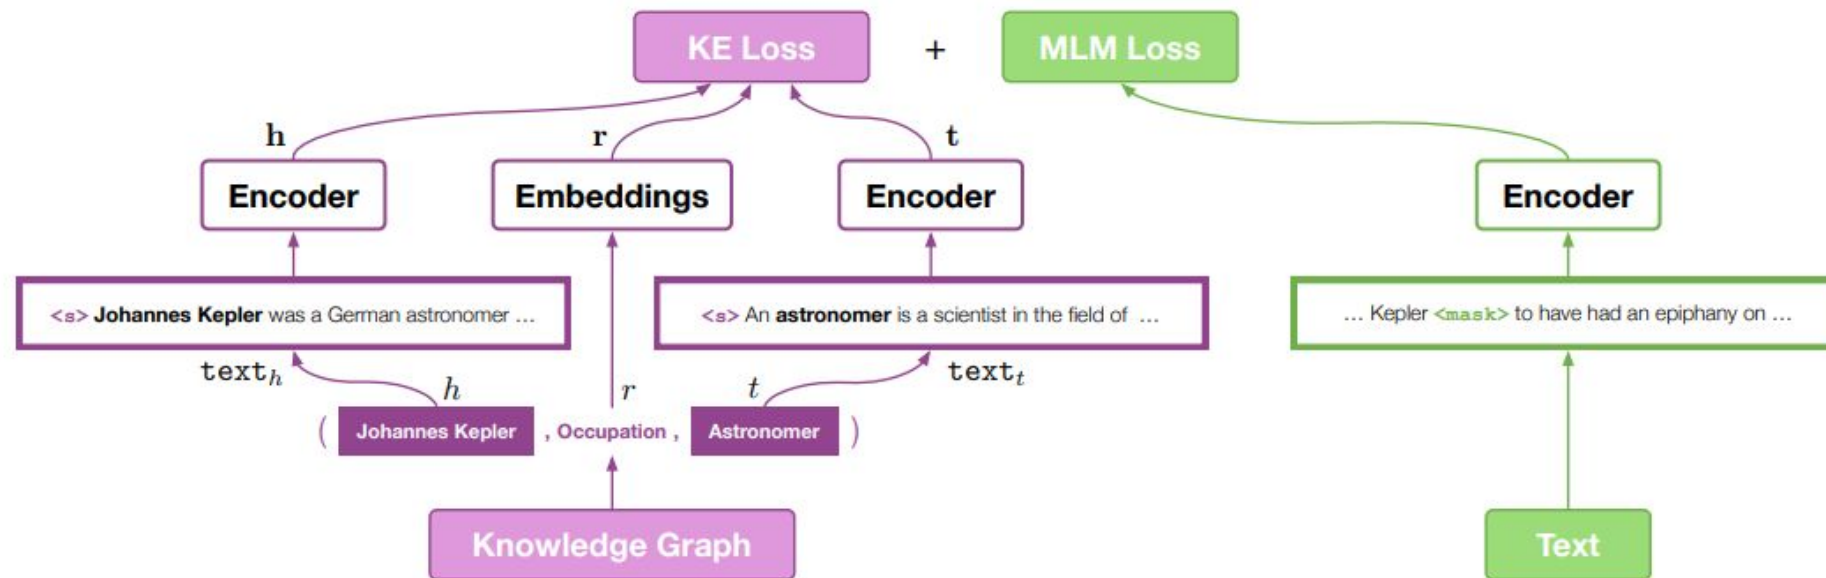 KE Loss + MLM Loss
h r t
Encoder Embeddings Encoder Encoder
<s> Johannes Kepler was a German astronomer ...
<s> An astronomer is a scientist in the field of ...
... Kepler <mask> to have had an epiphany on ...
text_h h r t text_t
( Johannes Kepler , Occupation , Astronomer )
Knowledge Graph
Text